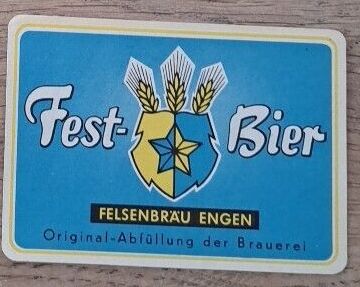 Fest-Bier
FELSENBRÄU ENGEN
Original-Abfüllung der Brauerei